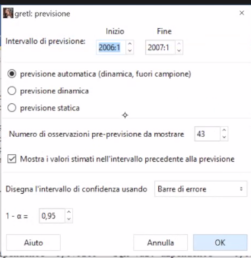 gretl: previsione
Inizio Fine
Intervallo di previsione: 2006:1 2007:1
previsione automatica (dinamica, fuori campione)
previsione dinamica
previsione statica
Numero di osservazioni pre-previsione da mostrare 43
Mostra i valori stimati nell'intervallo precedente alla previsione
Disegna l'intervallo di confidenza usando Barre di errore
1 - α = 0,95
Aiuto Annulla OK